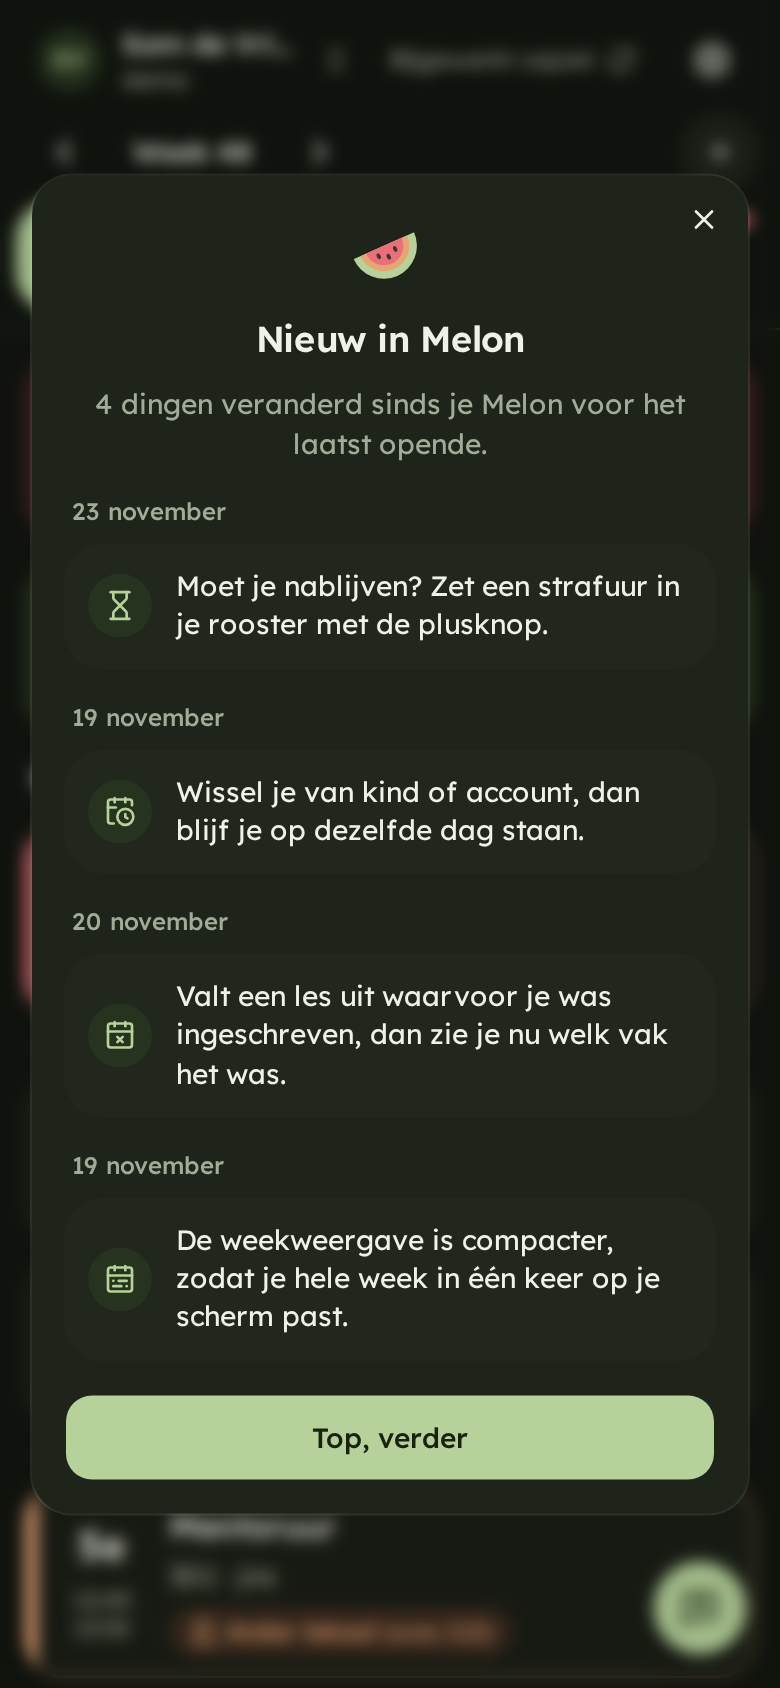 Week 48
Nieuw in Melon
4 dingen veranderd sinds je Melon voor het
laatst opende.
23 november
Moet je nablijven? Zet een strafuur in
je rooster met de plusknop.
19 november
Wissel je van kind of account, dan
blijf je op dezelfde dag staan.
20 november
Valt een les uit waarvoor je was
ingeschreven, dan zie je nu welk vak
het was.
19 november
De weekweergave is compacter,
zodat je hele week in één keer op je
scherm past.
Top, verder
Mentoruur